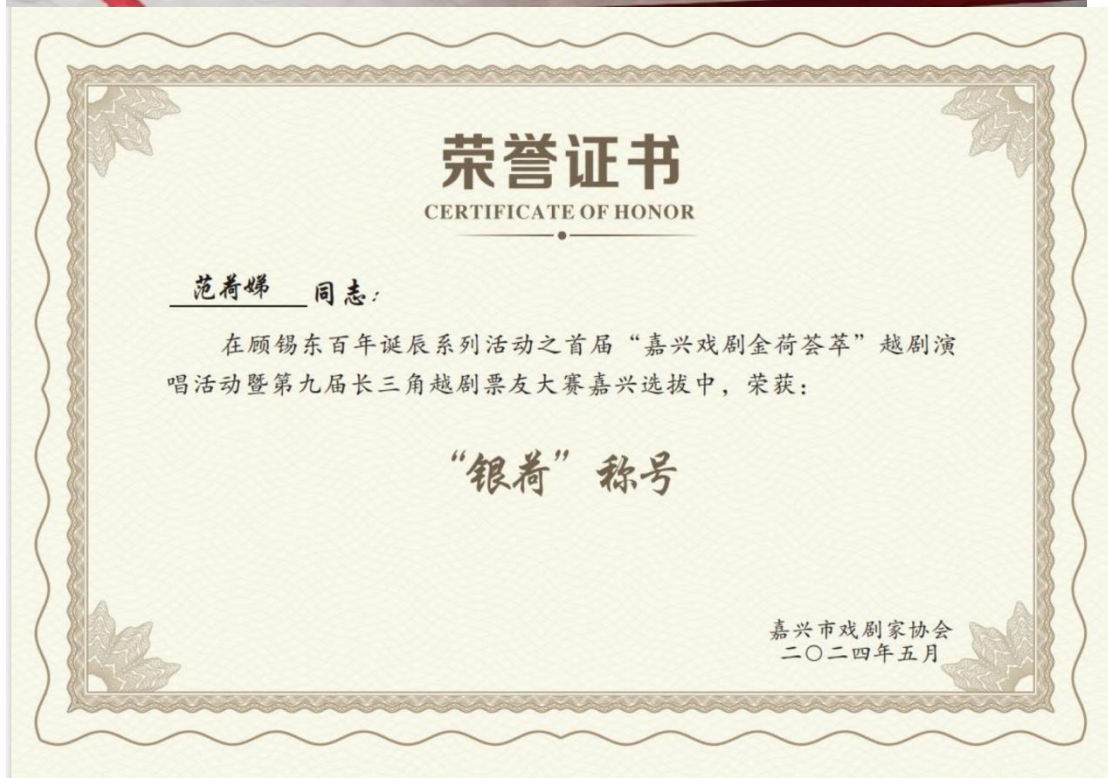 荣誉证书
CERTIFICATE OF HONOR
范荷娣 同志：
在顾锡东百年诞辰系列活动之首届“嘉兴戏剧金荷荟萃”越剧演
唱活动暨第九届长三角越剧票友大赛嘉兴选拔中，荣获：
“银荷”称号
嘉兴市戏剧家协会
二〇二四年五月